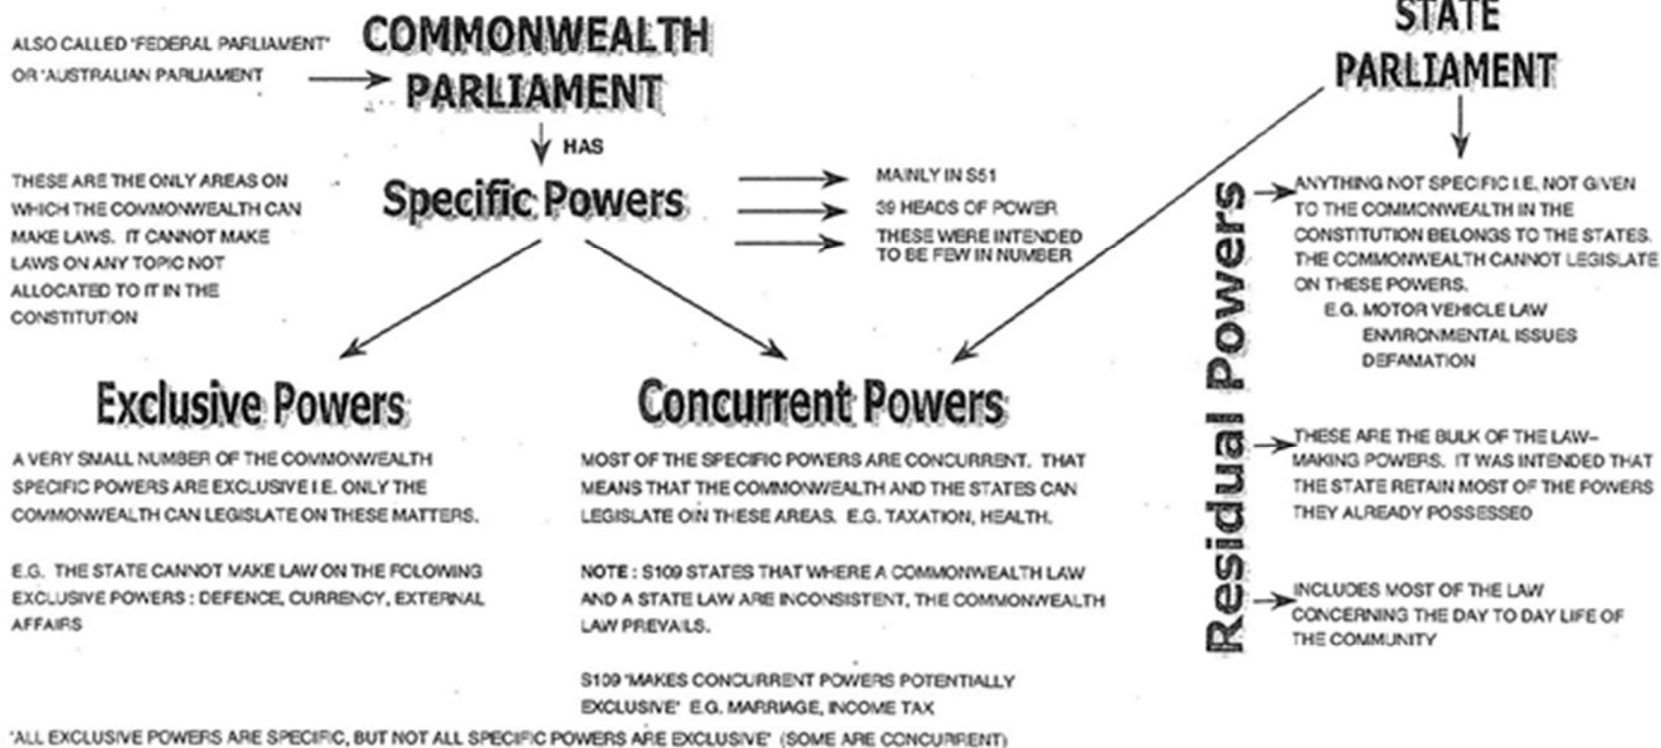 ALSO CALLED "FEDERAL PARLIAMENT"
OR 'AUSTRALIAN PARLIAMENT
COMMONWEALTH
PARLIAMENT
HAS
THESE ARE THE ONLY AREAS ON
WHICH THE COMMONWEALTH CAN
MAKE LAWS. IT CANNOT MAKE
LAWS ON ANY TOPIC NOT
ALLOCATED TO IT IN THE
CONSTITUTION
Specific Powers
MAINLY IN S51
39 HEADS OF POWER
THESE WERE INTENDED
TO BE FEW IN NUMBER
Exclusive Powers
A VERY SMALL NUMBER OF THE COMMONWEALTH
SPECIFIC POWERS ARE EXCLUSIVE I.E. ONLY THE
COMMONWEALTH CAN LEGISLATE ON THESE MATTERS.
E.G. THE STATE CANNOT MAKE LAW ON THE FOLOWING
EXCLUSIVE POWERS : DEFENCE, CURRENCY, EXTERNAL
AFFAIRS
Concurrent Powers
MOST OF THE SPECIFIC POWERS ARE CONCURRENT. THAT
MEANS THAT THE COMMONWEALTH AND THE STATES CAN
LEGISLATE OIN THESE AREAS. E.G. TAXATION, HEALTH.
NOTE : S109 STATES THAT WHERE A COMMONWEALTH LAW
AND A STATE LAW ARE INCONSISTENT, THE COMMONWEALTH
LAW PREVAILS.
S109 "MAKES CONCURRENT POWERS POTENTIALLY
EXCLUSIVE" E.G. MARRIAGE, INCOME TAX
"ALL EXCLUSIVE POWERS ARE SPECIFIC, BUT NOT ALL SPECIFIC POWERS ARE EXCLUSIVE" (SOME ARE CONCURRENT)
STATE
PARLIAMENT
Residual Powers
ANYTHING NOT SPECIFIC I.E. NOT GIVEN
TO THE COMMONWEALTH IN THE
CONSTITUTION BELONGS TO THE STATES.
THE COMMONWEALTH CANNOT LEGISLATE
ON THESE POWERS.
E.G. MOTOR VEHICLE LAW
ENVIRONMENTAL ISSUES
DEFAMATION
THESE ARE THE BULK OF THE LAW–
MAKING POWERS. IT WAS INTENDED THAT
THE STATE RETAIN MOST OF THE POWERS
THEY ALREADY POSSESSED
INCLUDES MOST OF THE LAW
CONCERNING THE DAY TO DAY LIFE OF
THE COMMUNITY